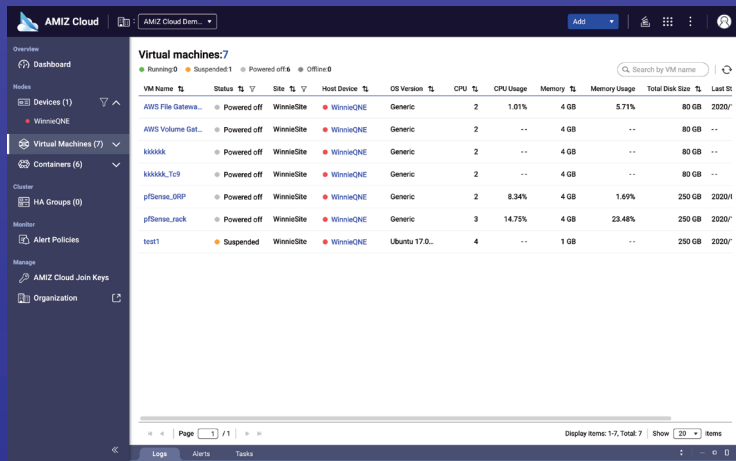 AMIZ Cloud : AMIZ Cloud Dem... Add
Overview
Dashboard
Nodes
Devices (1)
WinnieQNE
Virtual Machines (7)
Containers (6)
Cluster
HA Groups (0)
Monitor
Alert Policies
Manage
AMIZ Cloud Join Keys
Organization
Virtual machines:7
Running:0 Suspended:1 Powered off:6 Offline:0
Search by VM name
VM Name Status Site Host Device OS Version CPU CPU Usage Memory Memory Usage Total Disk Size Last St
AWS File Gatewa... Powered off WinnieSite WinnieQNE Generic 2 1.01% 4 GB 5.71% 80 GB 2020/
AWS Volume Gat... Powered off WinnieSite WinnieQNE Generic 2 -- 4 GB -- 80 GB --
kkkkkk Powered off WinnieSite WinnieQNE Generic 2 -- 4 GB -- 80 GB --
kkkkkk_Tc9 Powered off WinnieSite WinnieQNE Generic 2 -- 4 GB -- 80 GB --
pfSense_0RP Powered off WinnieSite WinnieQNE Generic 2 8.34% 4 GB 1.69% 250 GB 2020/
pfSense_rack Powered off WinnieSite WinnieQNE Generic 3 14.75% 4 GB 23.48% 250 GB 2020/
test1 Suspended WinnieSite WinnieQNE Ubuntu 17.0... 4 -- 1 GB -- 250 GB 2020/
Page 1 /1 Display items: 1-7, Total: 7 Show 20 items
Logs Alerts Tasks